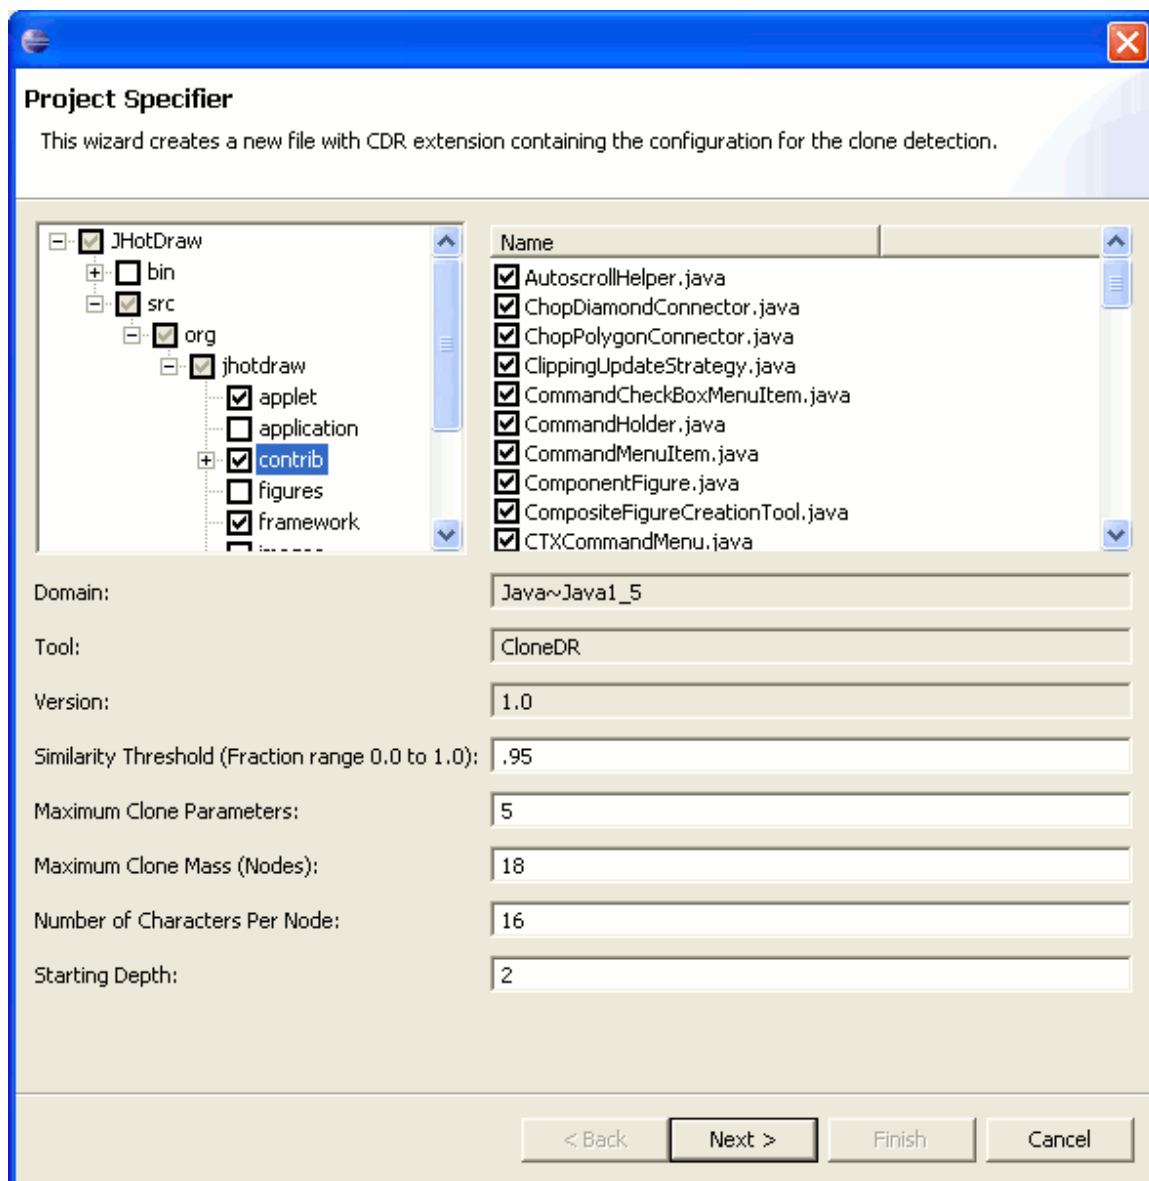 Project Specifier
This wizard creates a new file with CDR extension containing the configuration for the clone detection.
JHotDraw
bin
src
org
jhotdraw
applet
application
contrib
figures
framework
Name
AutoscrollHelper.java
ChopDiamondConnector.java
ChopPolygonConnector.java
ClippingUpdateStrategy.java
CommandCheckBoxMenuItem.java
CommandHolder.java
CommandMenuItem.java
ComponentFigure.java
CompositeFigureCreationTool.java
CTXCommandMenu.java
Domain: Java~Java1_5
Tool: CloneDR
Version: 1.0
Similarity Threshold (Fraction range 0.0 to 1.0): .95
Maximum Clone Parameters: 5
Maximum Clone Mass (Nodes): 18
Number of Characters Per Node: 16
Starting Depth: 2
< Back Next > Finish Cancel